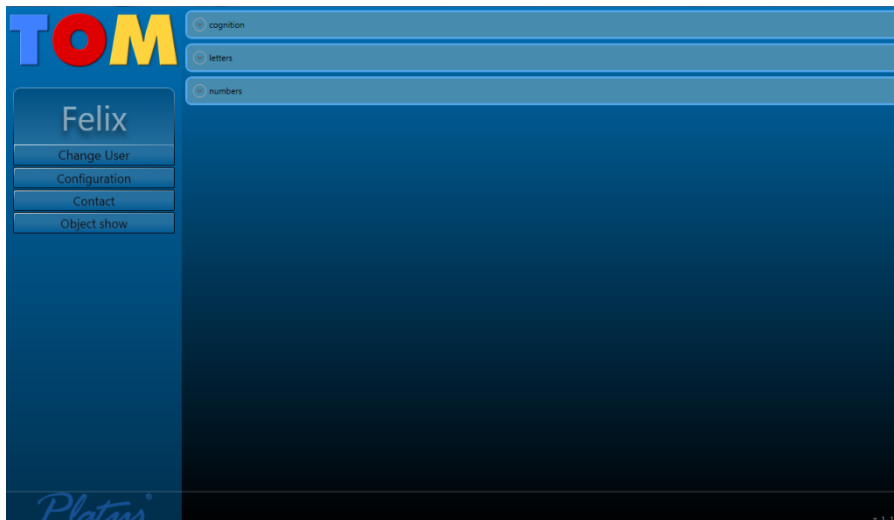 TOM
cognition
letters
numbers
Felix
Change User
Configuration
Contact
Object show